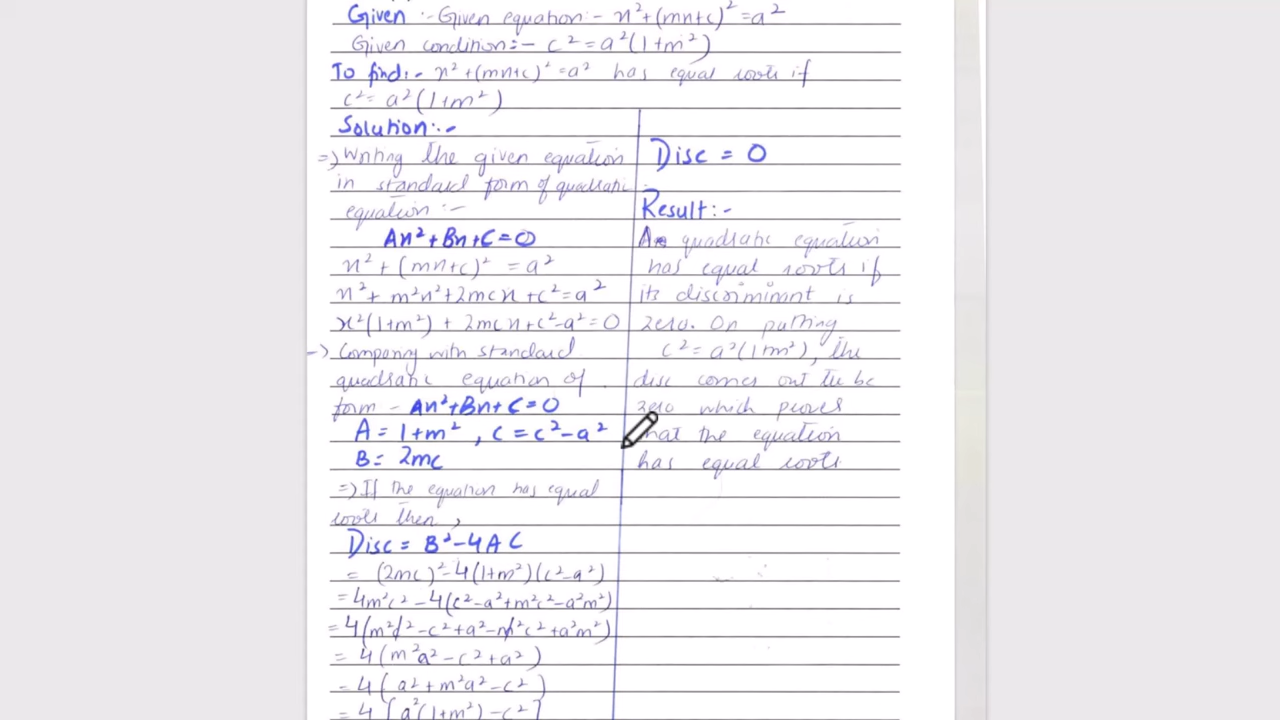 Given :- Given equation:- x²+(mx+c)²=a²
Given condition:- c²=a²(1+m²)
To find:- x²+(mx+c)²=a² has equal roots if
c²= a²(1+m²)
Solution:-
=> Writing the given equation
in standard form of quadratic
equation :-
Ax²+Bx+C=0
x²+(mx+c)² = a²
x²+m²x²+2mcx+c²=a²
x²(1+m²)+2mcx+c²-a²=0
-> Comparing with standard
quadratic equation of
form - Ax²+Bx+C=0
A=1+m², C=c²-a²
B= 2mc
=> If the equation has equal
roots then,
Disc= B²-4AC
= (2mc)²-4(1+m²)(c²-a²)
= 4m²c²-4(c²-a²+m²c²-a²m²)
= 4(m²c²-c²+a²-m²c²+a²m²)
= 4(m²a²-c²+a²)
= 4(a²+m²a²-c²)
= 4[a²(1+m²)-c²]
Disc = 0
Result:-
A quadratic equation
has equal roots if
its discriminant is
zero. On putting
c²=a²(1+m²), the
disc comes out to be
zero which proves
that the equation
has equal roots.